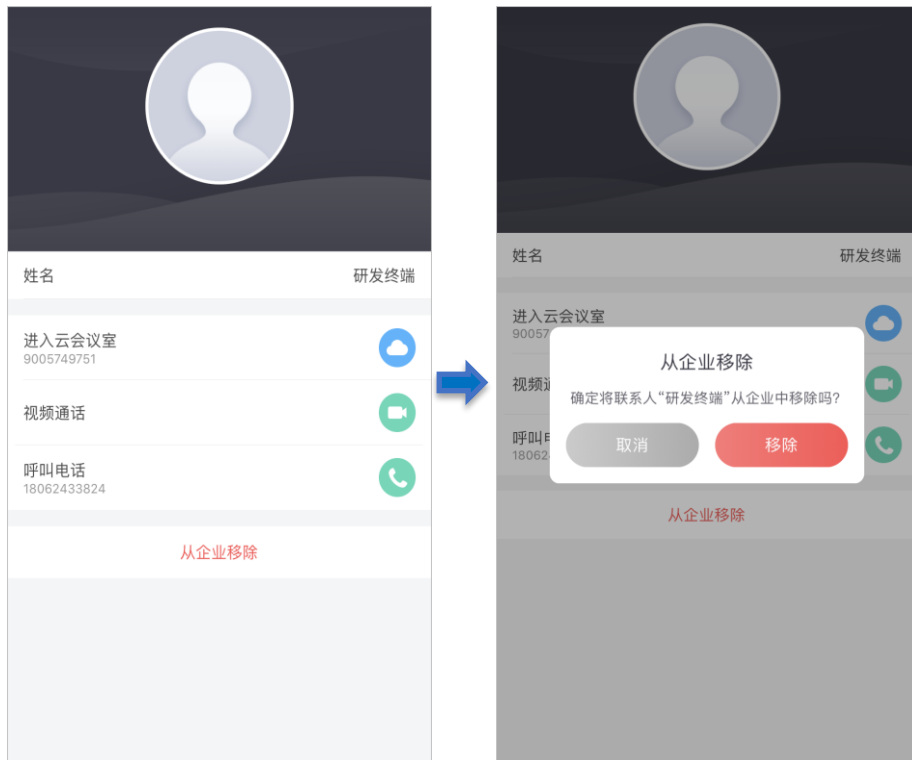 姓名 研发终端
进入云会议室
9005749751
视频通话
呼叫电话
18062433824
从企业移除
姓名 研发终端
进入云会议室
90057
从企业移除
视频通
确定将联系人“研发终端”从企业中移除吗?
取消 移除
呼叫电
18062
从企业移除